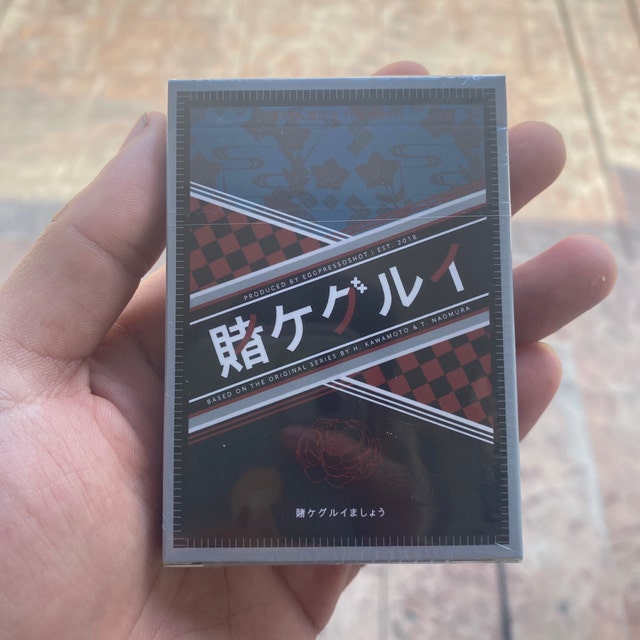 PRODUCED BY EGGPRESSOSHOT | EST. 2016
賭ケグルイ
BASED ON THE ORIGINAL SERIES BY H. KAWAMOTO & T. NAOMURA
賭ケグルイましょう